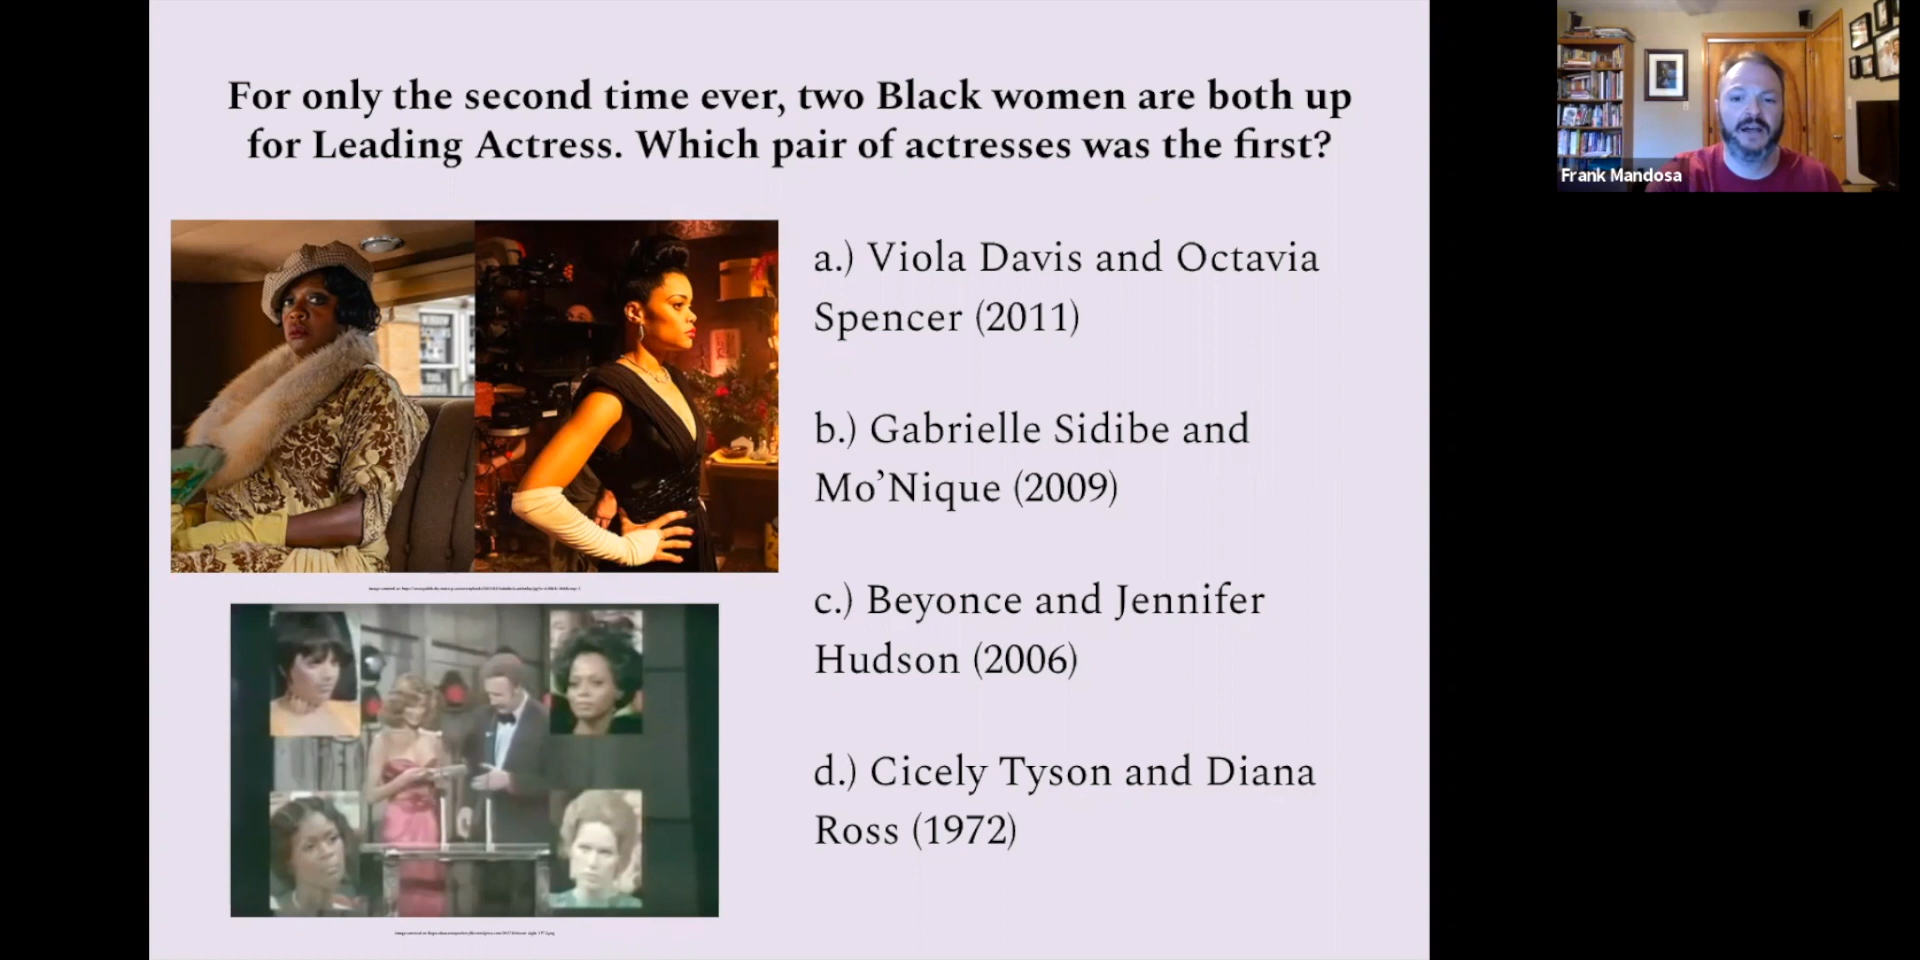 For only the second time ever, two Black women are both up
for Leading Actress. Which pair of actresses was the first?
a.) Viola Davis and Octavia
Spencer (2011)
b.) Gabrielle Sidibe and
Mo’Nique (2009)
c.) Beyonce and Jennifer
Hudson (2006)
d.) Cicely Tyson and Diana
Ross (1972)
Frank Mandosa